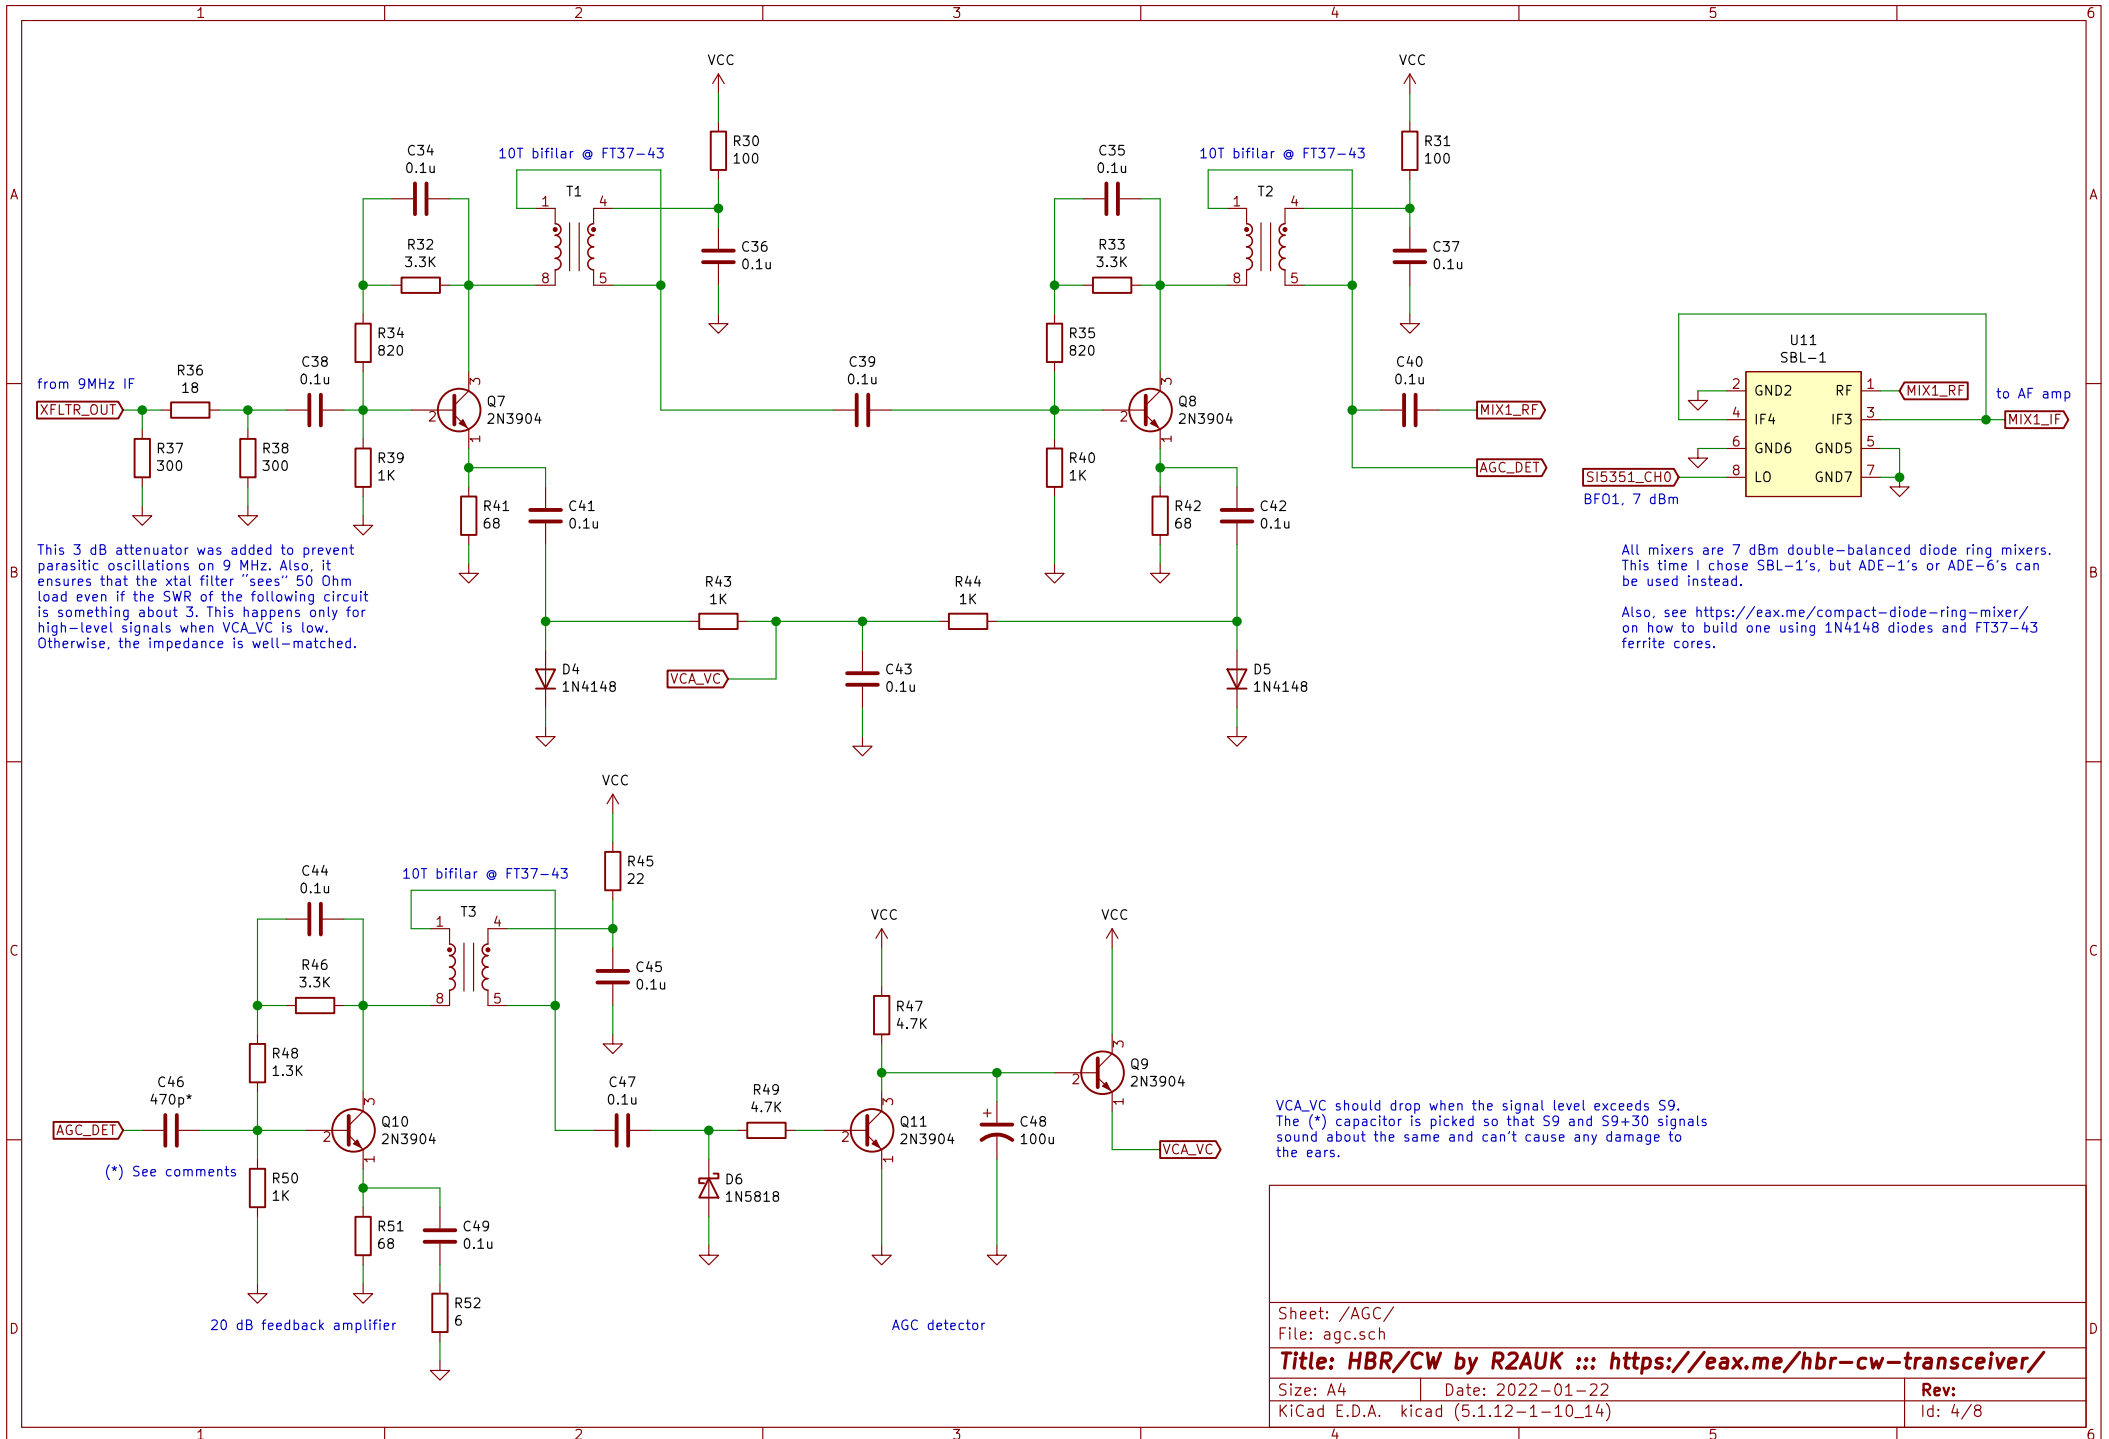 1 2 3 4 5 6
A
B
C
D
VCC
R30
100
10T bifilar @ FT37-43
C34
0.1u
T1
1
4
8
5
R32
3.3K
C36
0.1u
R34
820
C38
0.1u
R36
18
from 9MHz IF
XFLTR_OUT
R37
300
R38
300
R39
1K
3
2
1
Q7
2N3904
R41
68
C41
0.1u
This 3 dB attenuator was added to prevent
parasitic oscillations on 9 MHz. Also, it
ensures that the xtal filter "sees" 50 Ohm
load even if the SWR of the following circuit
is something about 3. This happens only for
high-level signals when VCA_VC is low.
Otherwise, the impedance is well-matched.
C39
0.1u
VCC
R31
100
10T bifilar @ FT37-43
C35
0.1u
T2
1
4
8
5
R33
3.3K
C37
0.1u
R35
820
C40
0.1u
3
2
1
Q8
2N3904
MIX1_RF
AGC_DET
R40
1K
R42
68
C42
0.1u
R43
1K
R44
1K
VCA_VC
C43
0.1u
D4
1N4148
D5
1N4148
U11
SBL-1
2 GND2 RF 1
4 IF4 IF3 3
6 GND6 GND5 5
8 LO GND7 7
MIX1_RF
to AF amp
MIX1_IF
SI5351_CH0
BFO1, 7 dBm
All mixers are 7 dBm double-balanced diode ring mixers.
This time I chose SBL-1's, but ADE-1's or ADE-6's can
be used instead.
Also, see https://eax.me/compact-diode-ring-mixer/
on how to build one using 1N4148 diodes and FT37-43
ferrite cores.
VCC
R45
22
10T bifilar @ FT37-43
C44
0.1u
T3
1
4
8
5
R46
3.3K
C45
0.1u
R48
1.3K
C46
470p*
AGC_DET
(*) See comments
3
2
1
Q10
2N3904
R50
1K
R51
68
C49
0.1u
R52
6
20 dB feedback amplifier
C47
0.1u
R49
4.7K
D6
1N5818
VCC
R47
4.7K
3
2
1
Q11
2N3904
+
C48
100u
VCC
3
2
1
Q9
2N3904
VCA_VC
AGC detector
VCA_VC should drop when the signal level exceeds S9.
The (*) capacitor is picked so that S9 and S9+30 signals
sound about the same and can't cause any damage to
the ears.
Sheet: /AGC/
File: agc.sch
Title: HBR/CW by R2AUK ::: https://eax.me/hbr-cw-transceiver/
Size: A4 Date: 2022-01-22 Rev:
KiCad E.D.A. kicad (5.1.12-1-10_14) Id: 4/8
A
B
C
D
1 2 3 4 5 6